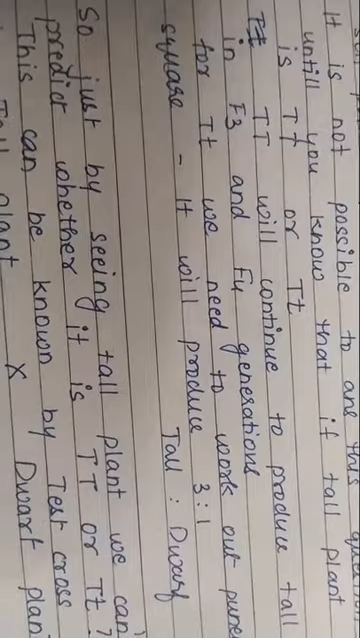 It is not possible to ans this
untill you know that if tall plant
is TT or Tt
TT will continue to produce tall
in F3 and F4 generations
for Tt we need to work out pune
square - It will produce 3:1
Tall : Dwarf
So just by seeing tall plant we can'
predict whether it is TT or Tt?
This can be known by Test cross
Tall plant X Dwarf plan